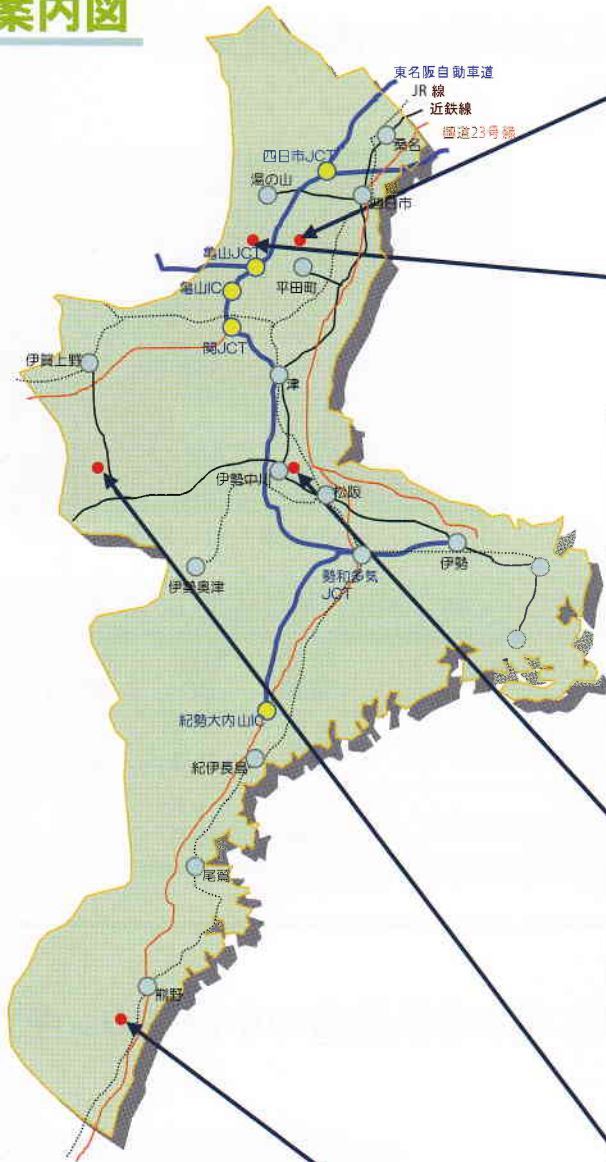 案内図
東名阪自動車道
JR 線
近鉄線
国道23号線
桑名
四日市JCT
湯の山
四日市
亀山JCT
亀山IC
平田町
関JCT
伊賀上野
津
伊勢中川
松阪
伊勢
勢和多気
JCT
伊勢奥津
紀勢大内山IC
紀伊長島
尾鷲
熊野